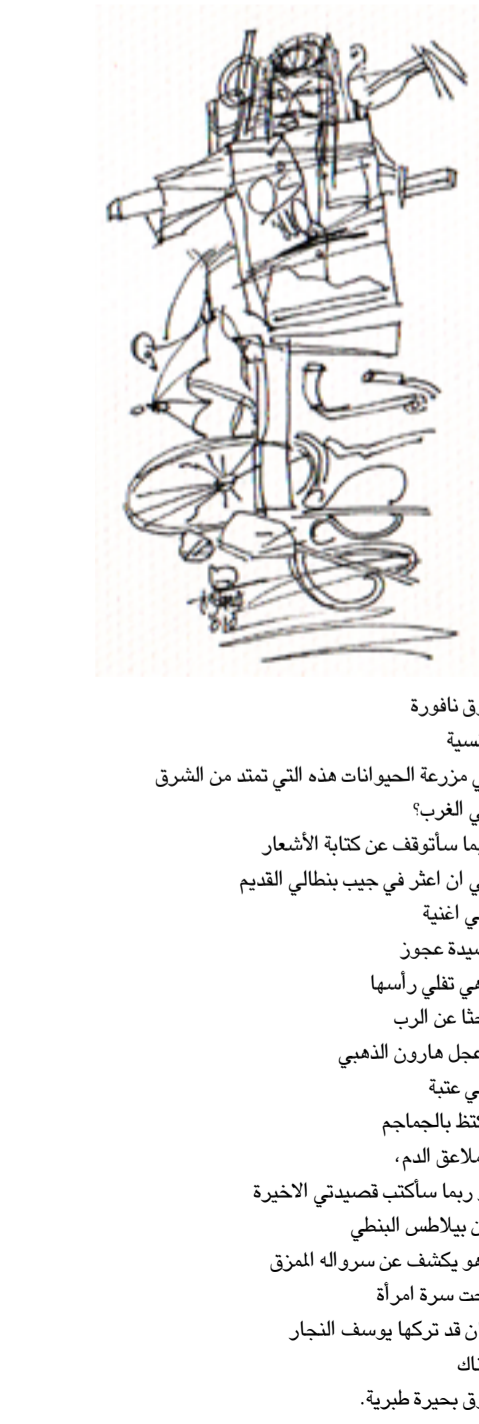 نافورة
مزرعة الحيوانات هذه التي تمتد من الشرق
الغرب؟
سأتوقف عن كتابة الأشعار
ان اعثر في جيب بنطالي القديم
اغنية
عجوز
تفلي رأسها
عن الرب
هارون الذهبي
عتبة
بالجماجم
الدم،
ربما سأكتب قصيدتي الاخيرة
بيلاطس البنطي
يكشف عن سرواله الممزق
سرة امرأة
قد تركها يوسف النجار
بحيرة طبرية.